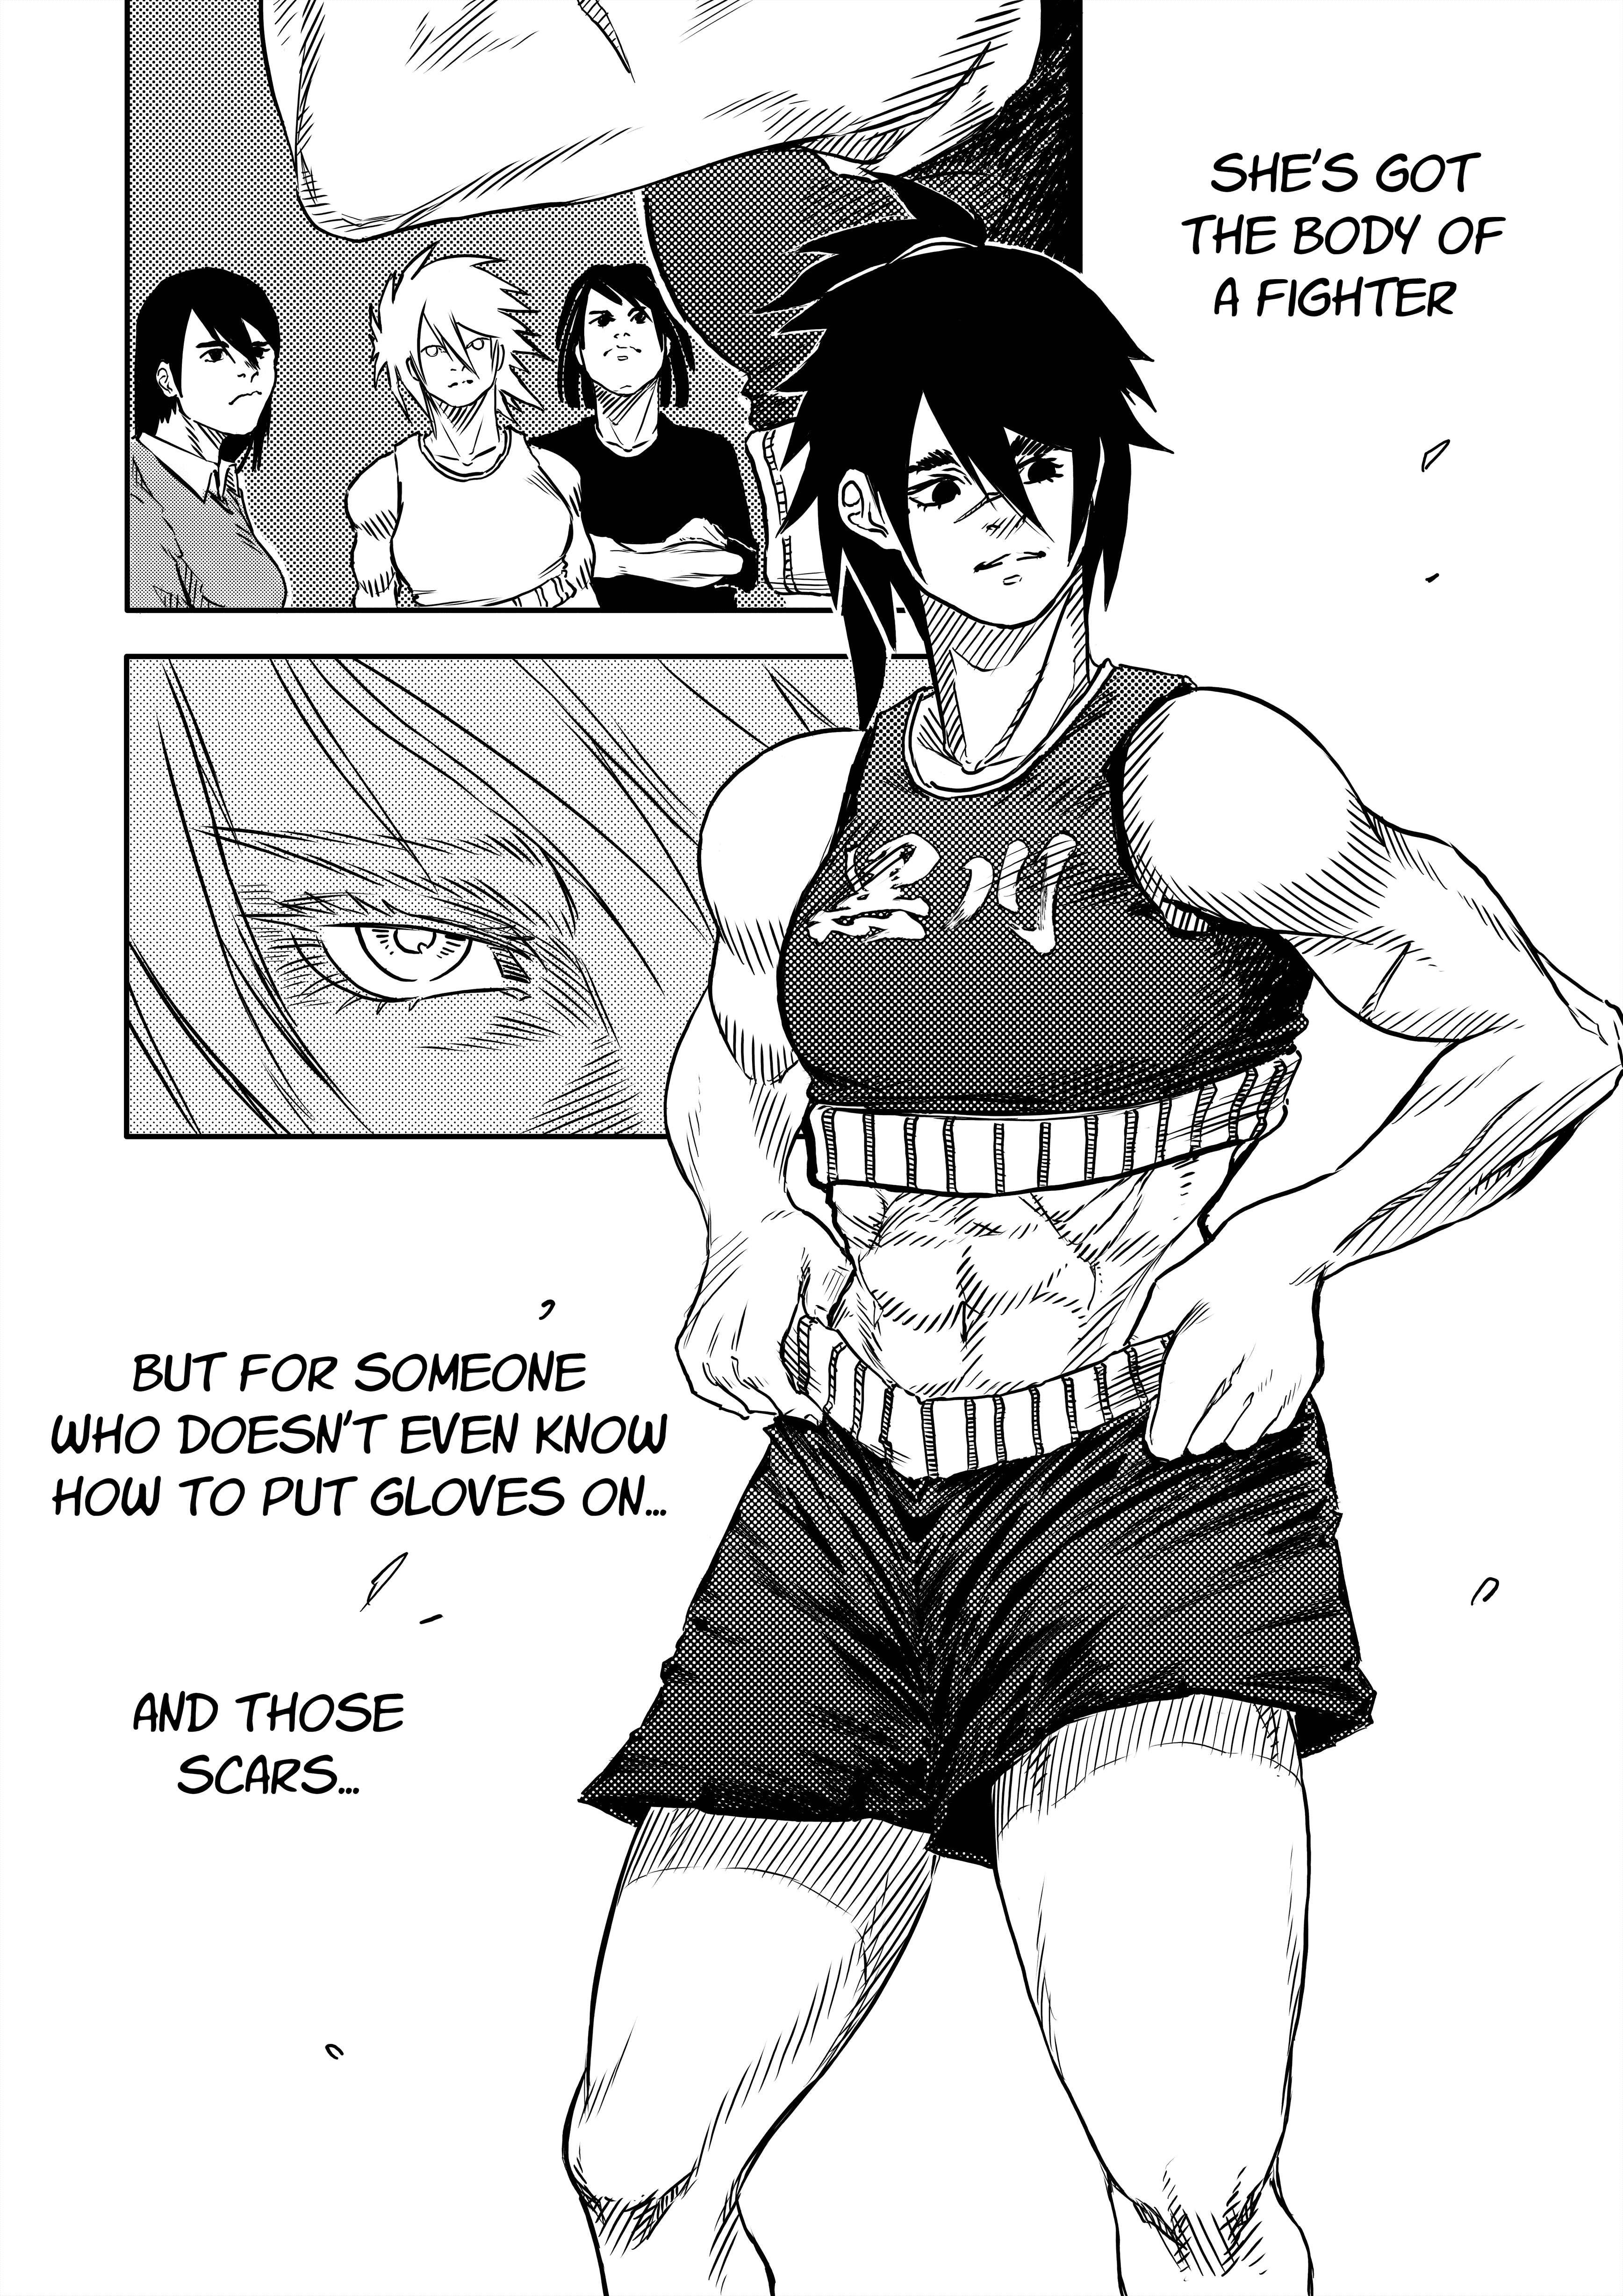 SHE'S GOT
THE BODY OF
A FIGHTER
BUT FOR SOMEONE
WHO DOESN'T EVEN KNOW
HOW TO PUT GLOVES ON...
AND THOSE
SCARS...